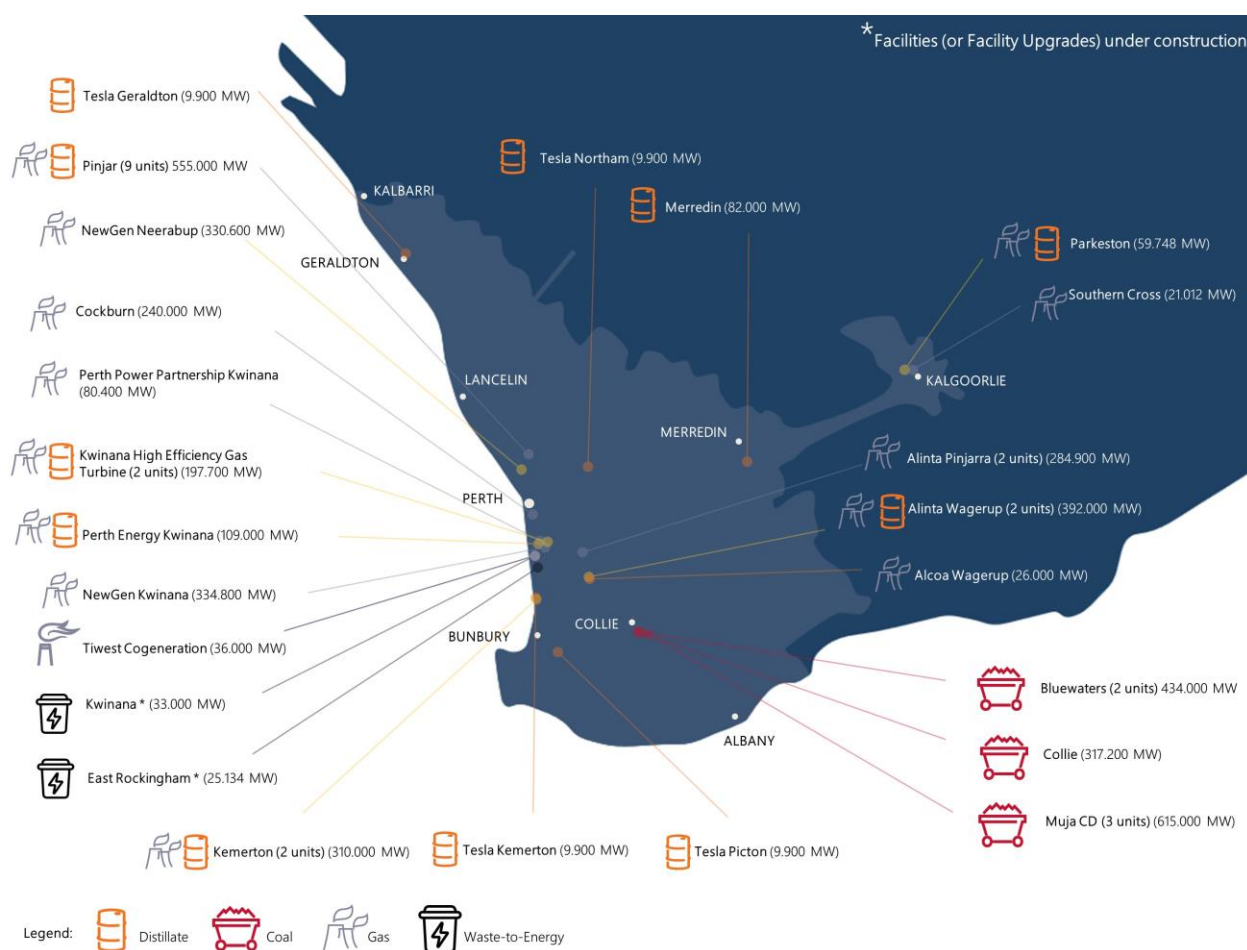 *Facilities (or Facility Upgrades) under construction
Tesla Geraldton (9.900 MW)
Pinjar (9 units) 555.000 MW
NewGen Neerabup (330.600 MW)
Cockburn (240.000 MW)
Perth Power Partnership Kwinana
(80.400 MW)
Kwinana High Efficiency Gas
Turbine (2 units) (197.700 MW)
Perth Energy Kwinana (109.000 MW)
NewGen Kwinana (334.800 MW)
Tiwest Cogeneration (36.000 MW)
Kwinana * (33.000 MW)
East Rockingham * (25.134 MW)
Tesla Northam (9.900 MW)
Merredin (82.000 MW)
Parkeston (59.748 MW)
Southern Cross (21.012 MW)
KALBARRI
GERALDTON
LANCELIN
KALGOORLIE
MERREDIN
PERTH
BUNBURY
COLLIE
ALBANY
Alinta Pinjarra (2 units) (284.900 MW)
Alinta Wagerup (2 units) (392.000 MW)
Alcoa Wagerup (26.000 MW)
Bluewaters (2 units) 434.000 MW
Collie (317.200 MW)
Muja CD (3 units) (615.000 MW)
Kemerton (2 units) (310.000 MW)
Tesla Kemerton (9.900 MW)
Tesla Picton (9.900 MW)
Legend: Distillate Coal Gas Waste-to-Energy